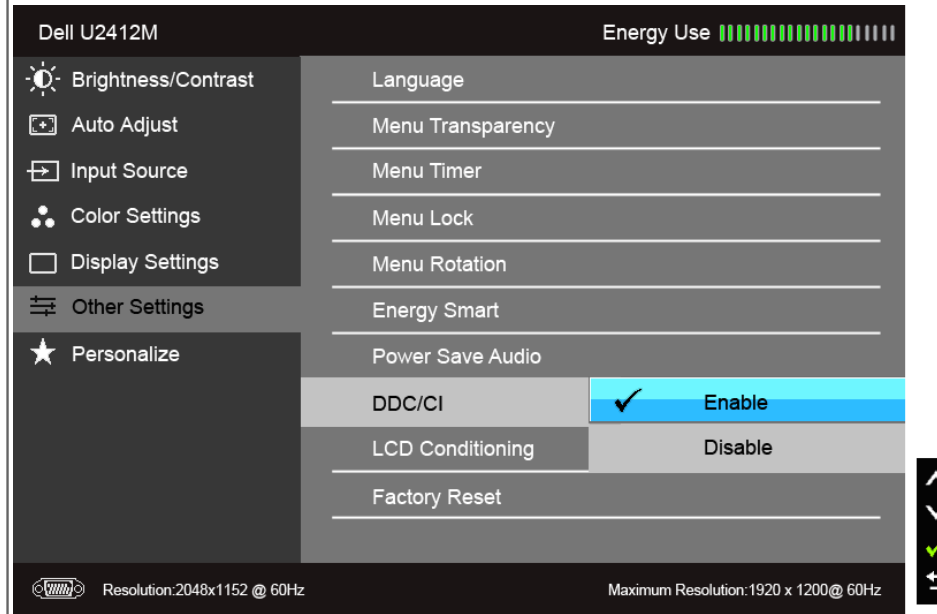 Dell U2412M Energy Use
Brightness/Contrast
Auto Adjust
Input Source
Color Settings
Display Settings
Other Settings
Personalize
Language
Menu Transparency
Menu Timer
Menu Lock
Menu Rotation
Energy Smart
Power Save Audio
DDC/CI Enable
LCD Conditioning Disable
Factory Reset
Resolution:2048x1152 @ 60Hz Maximum Resolution:1920 x 1200@ 60Hz